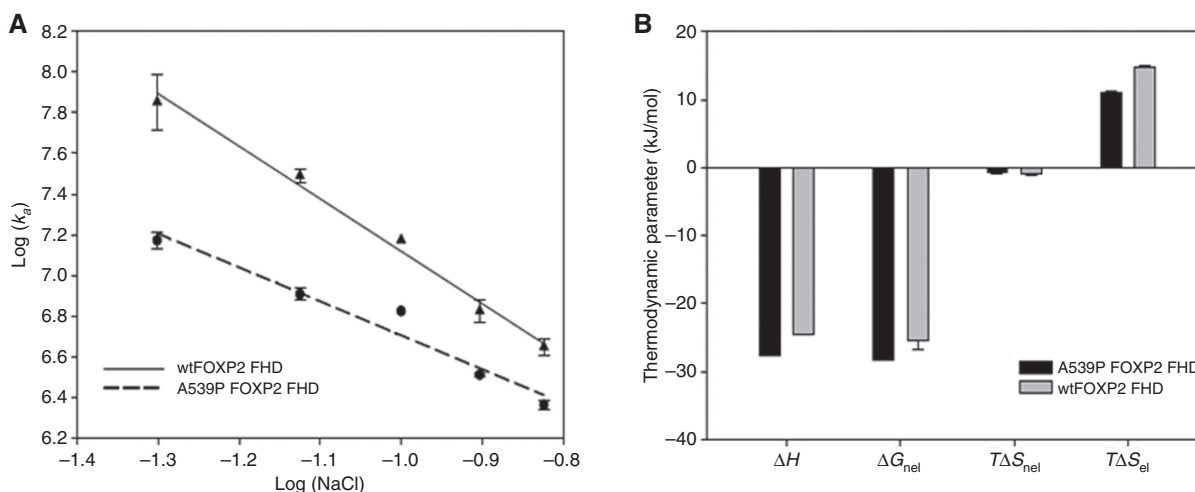 A
8.2
8.0
7.8
7.6
7.4
7.2
7.0
6.8
6.6
6.4
6.2
Log (kₐ)
wtFOXP2 FHD
A539P FOXP2 FHD
−1.4 −1.3 −1.2 −1.1 −1.0 −0.9 −0.8
Log (NaCl)
B
20
10
0
−10
−20
−30
−40
Thermodynamic parameter (kJ/mol)
A539P FOXP2 FHD
wtFOXP2 FHD
ΔH ΔGnel TΔSnel TΔSel